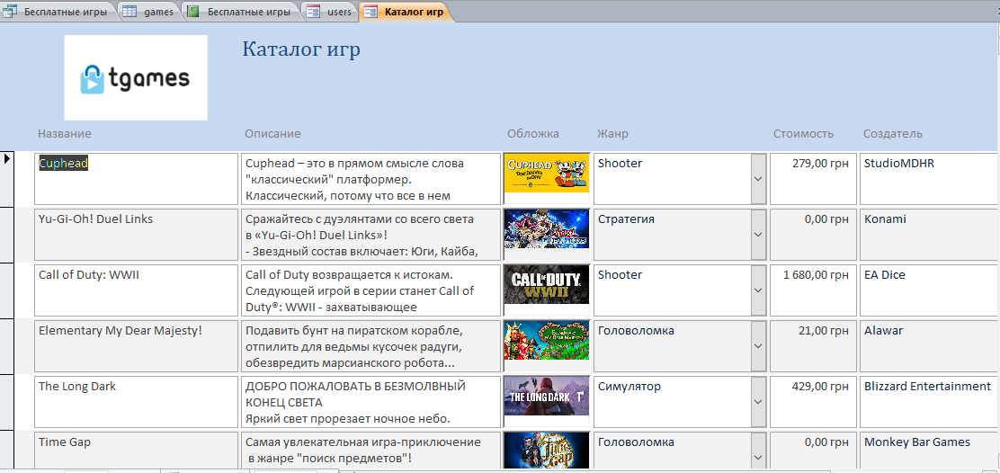 Бесплатные игры games Бесплатные игры users Каталог игр
tgames
Каталог игр
Название Описание Обложка Жанр Стоимость Создатель
Cuphead
Cuphead – это в прямом смысле слова
"классический" платформер.
Классический, потому что все в нем
CUPHEAD
Shooter
279,00 грн
StudioMDHR
Yu-Gi-Oh! Duel Links
Сражайтесь с дуэлянтами со всего света
в «Yu-Gi-Oh! Duel Links»!
- Звездный состав включает: Юги, Кайба,
Стратегия
0,00 грн
Konami
Call of Duty: WWII
Call of Duty возвращается к истокам.
Следующей игрой в серии станет Call of
Duty®: WWII - захватывающее
CALL OF DUTY
WWII
Shooter
1 680,00 грн
EA Dice
Elementary My Dear Majesty!
Подавить бунт на пиратском корабле,
отпилить для ведьмы кусочек радуги,
обезвредить марсианского робота...
Головоломка
21,00 грн
Alawar
The Long Dark
ДОБРО ПОЖАЛОВАТЬ В БЕЗМОЛВНЫЙ
КОНЕЦ СВЕТА
Яркий свет прорезает ночное небо.
THE LONG DARK
Симулятор
429,00 грн
Blizzard Entertainment
Time Gap
Самая увлекательная игра-приключение
в жанре "поиск предметов"!
Time
Gap
Головоломка
0,00 грн
Monkey Bar Games